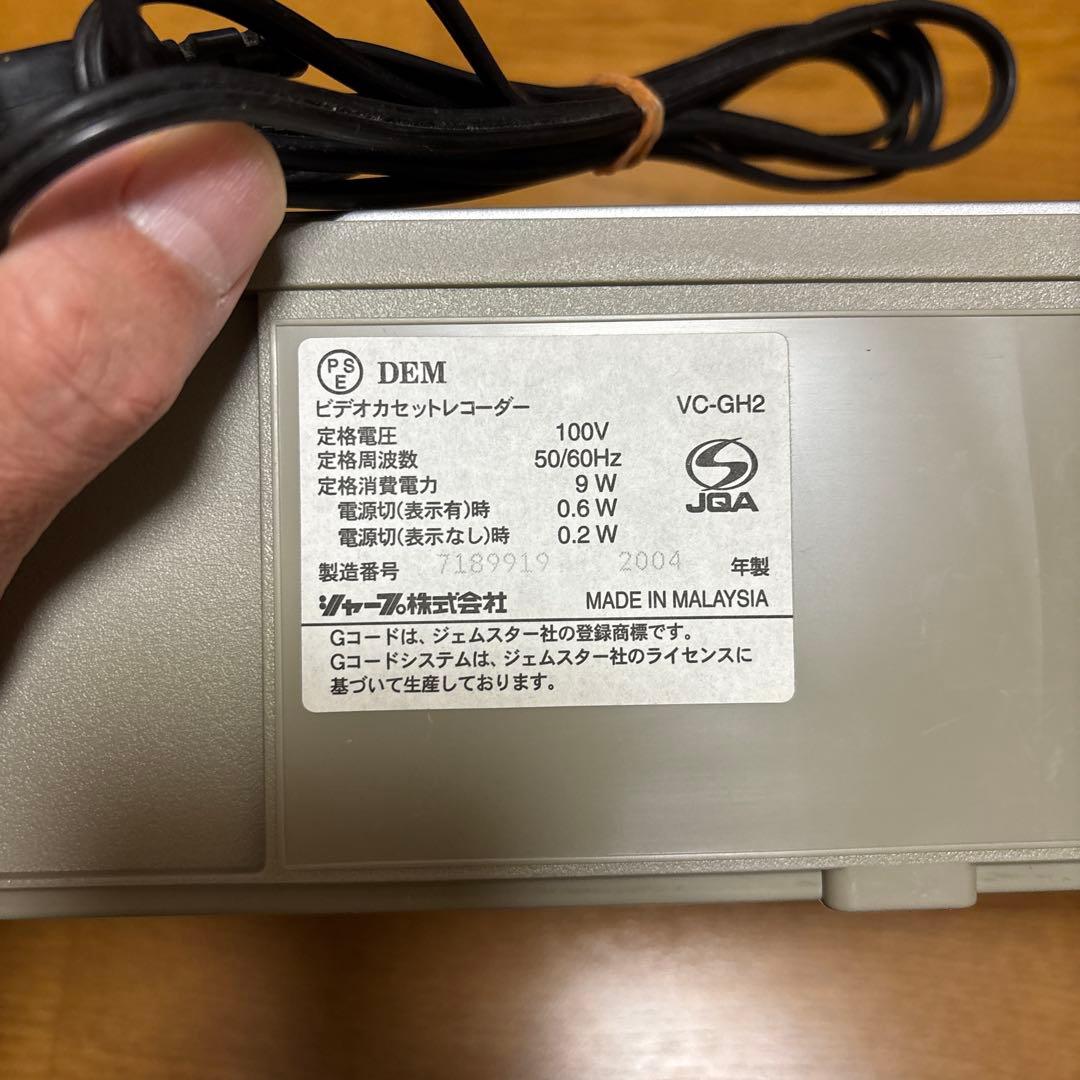 PSE DEM
ビデオカセットレコーダー VC-GH2
定格電圧 100V
定格周波数 50/60Hz
定格消費電力 9 W
電源切(表示有)時 0.6 W
電源切(表示なし)時 0.2 W
JQA
製造番号 7189919 2004 年製
シャープ株式会社 MADE IN MALAYSIA
Gコードは、ジェムスター社の登録商標です。
Gコードシステムは、ジェムスター社のライセンスに
基づいて生産しております。